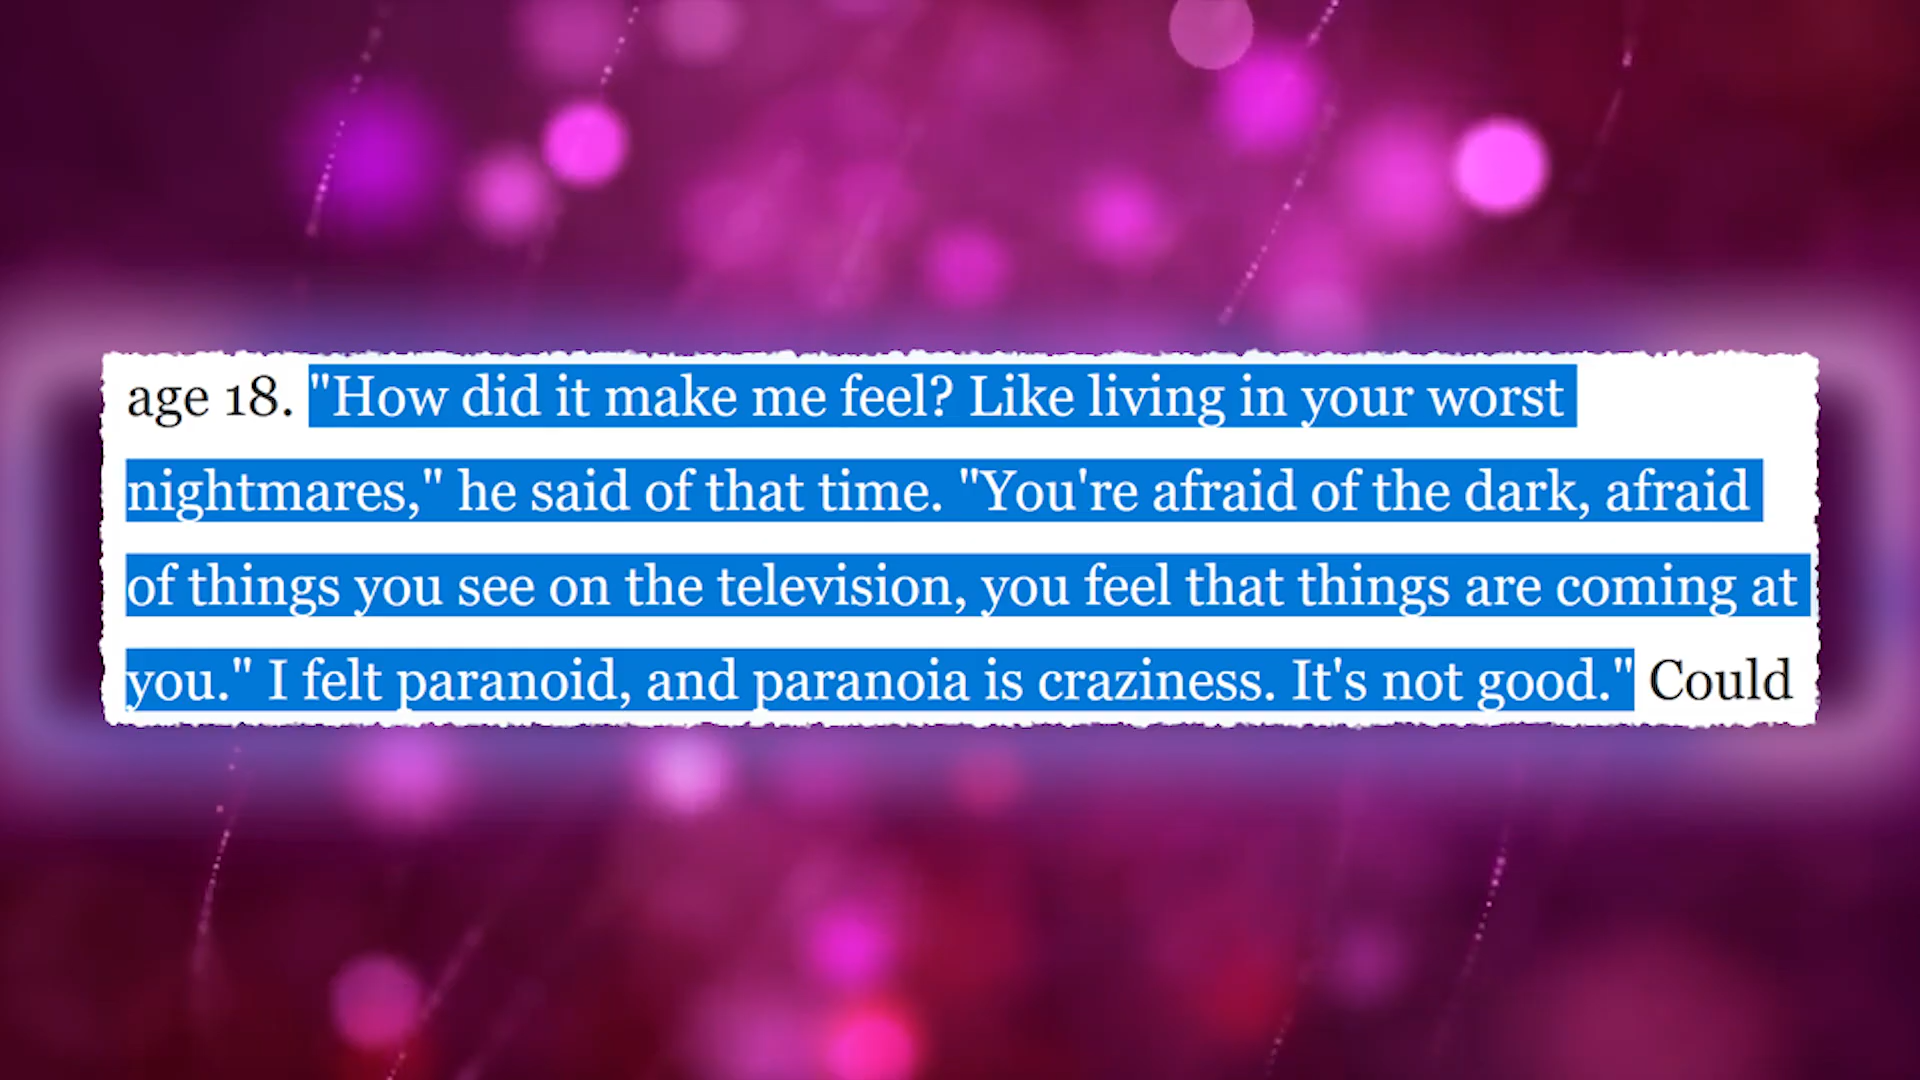 age 18. "How did it make me feel? Like living in your worst
nightmares," he said of that time. "You're afraid of the dark, afraid
of things you see on the television, you feel that things are coming at
you." I felt paranoid, and paranoia is craziness. It's not good." Could